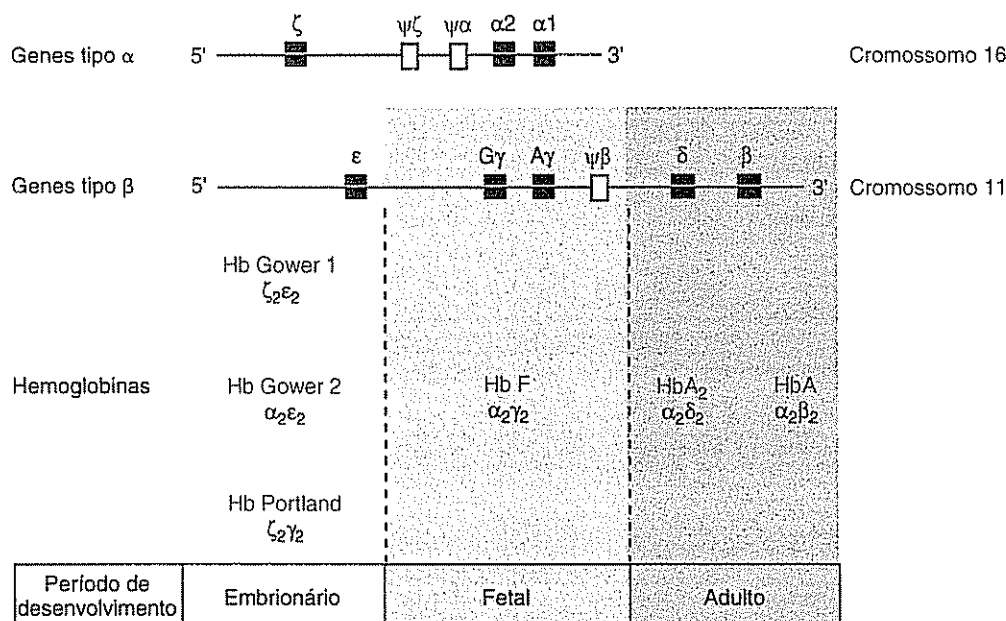 ζ ψζ ψα α2 α1
Genes tipo α 5' 3' Cromossomo 16
ε Gγ Aγ ψβ δ β
Genes tipo β 5' 3' Cromossomo 11
Hb Gower 1
ζ₂ε₂
Hemoglobinas Hb Gower 2 Hb F HbA₂ HbA
α₂ε₂ α₂γ₂ α₂δ₂ α₂β₂
Hb Portland
ζ₂γ₂
Período de
desenvolvimento Embrionário Fetal Adulto